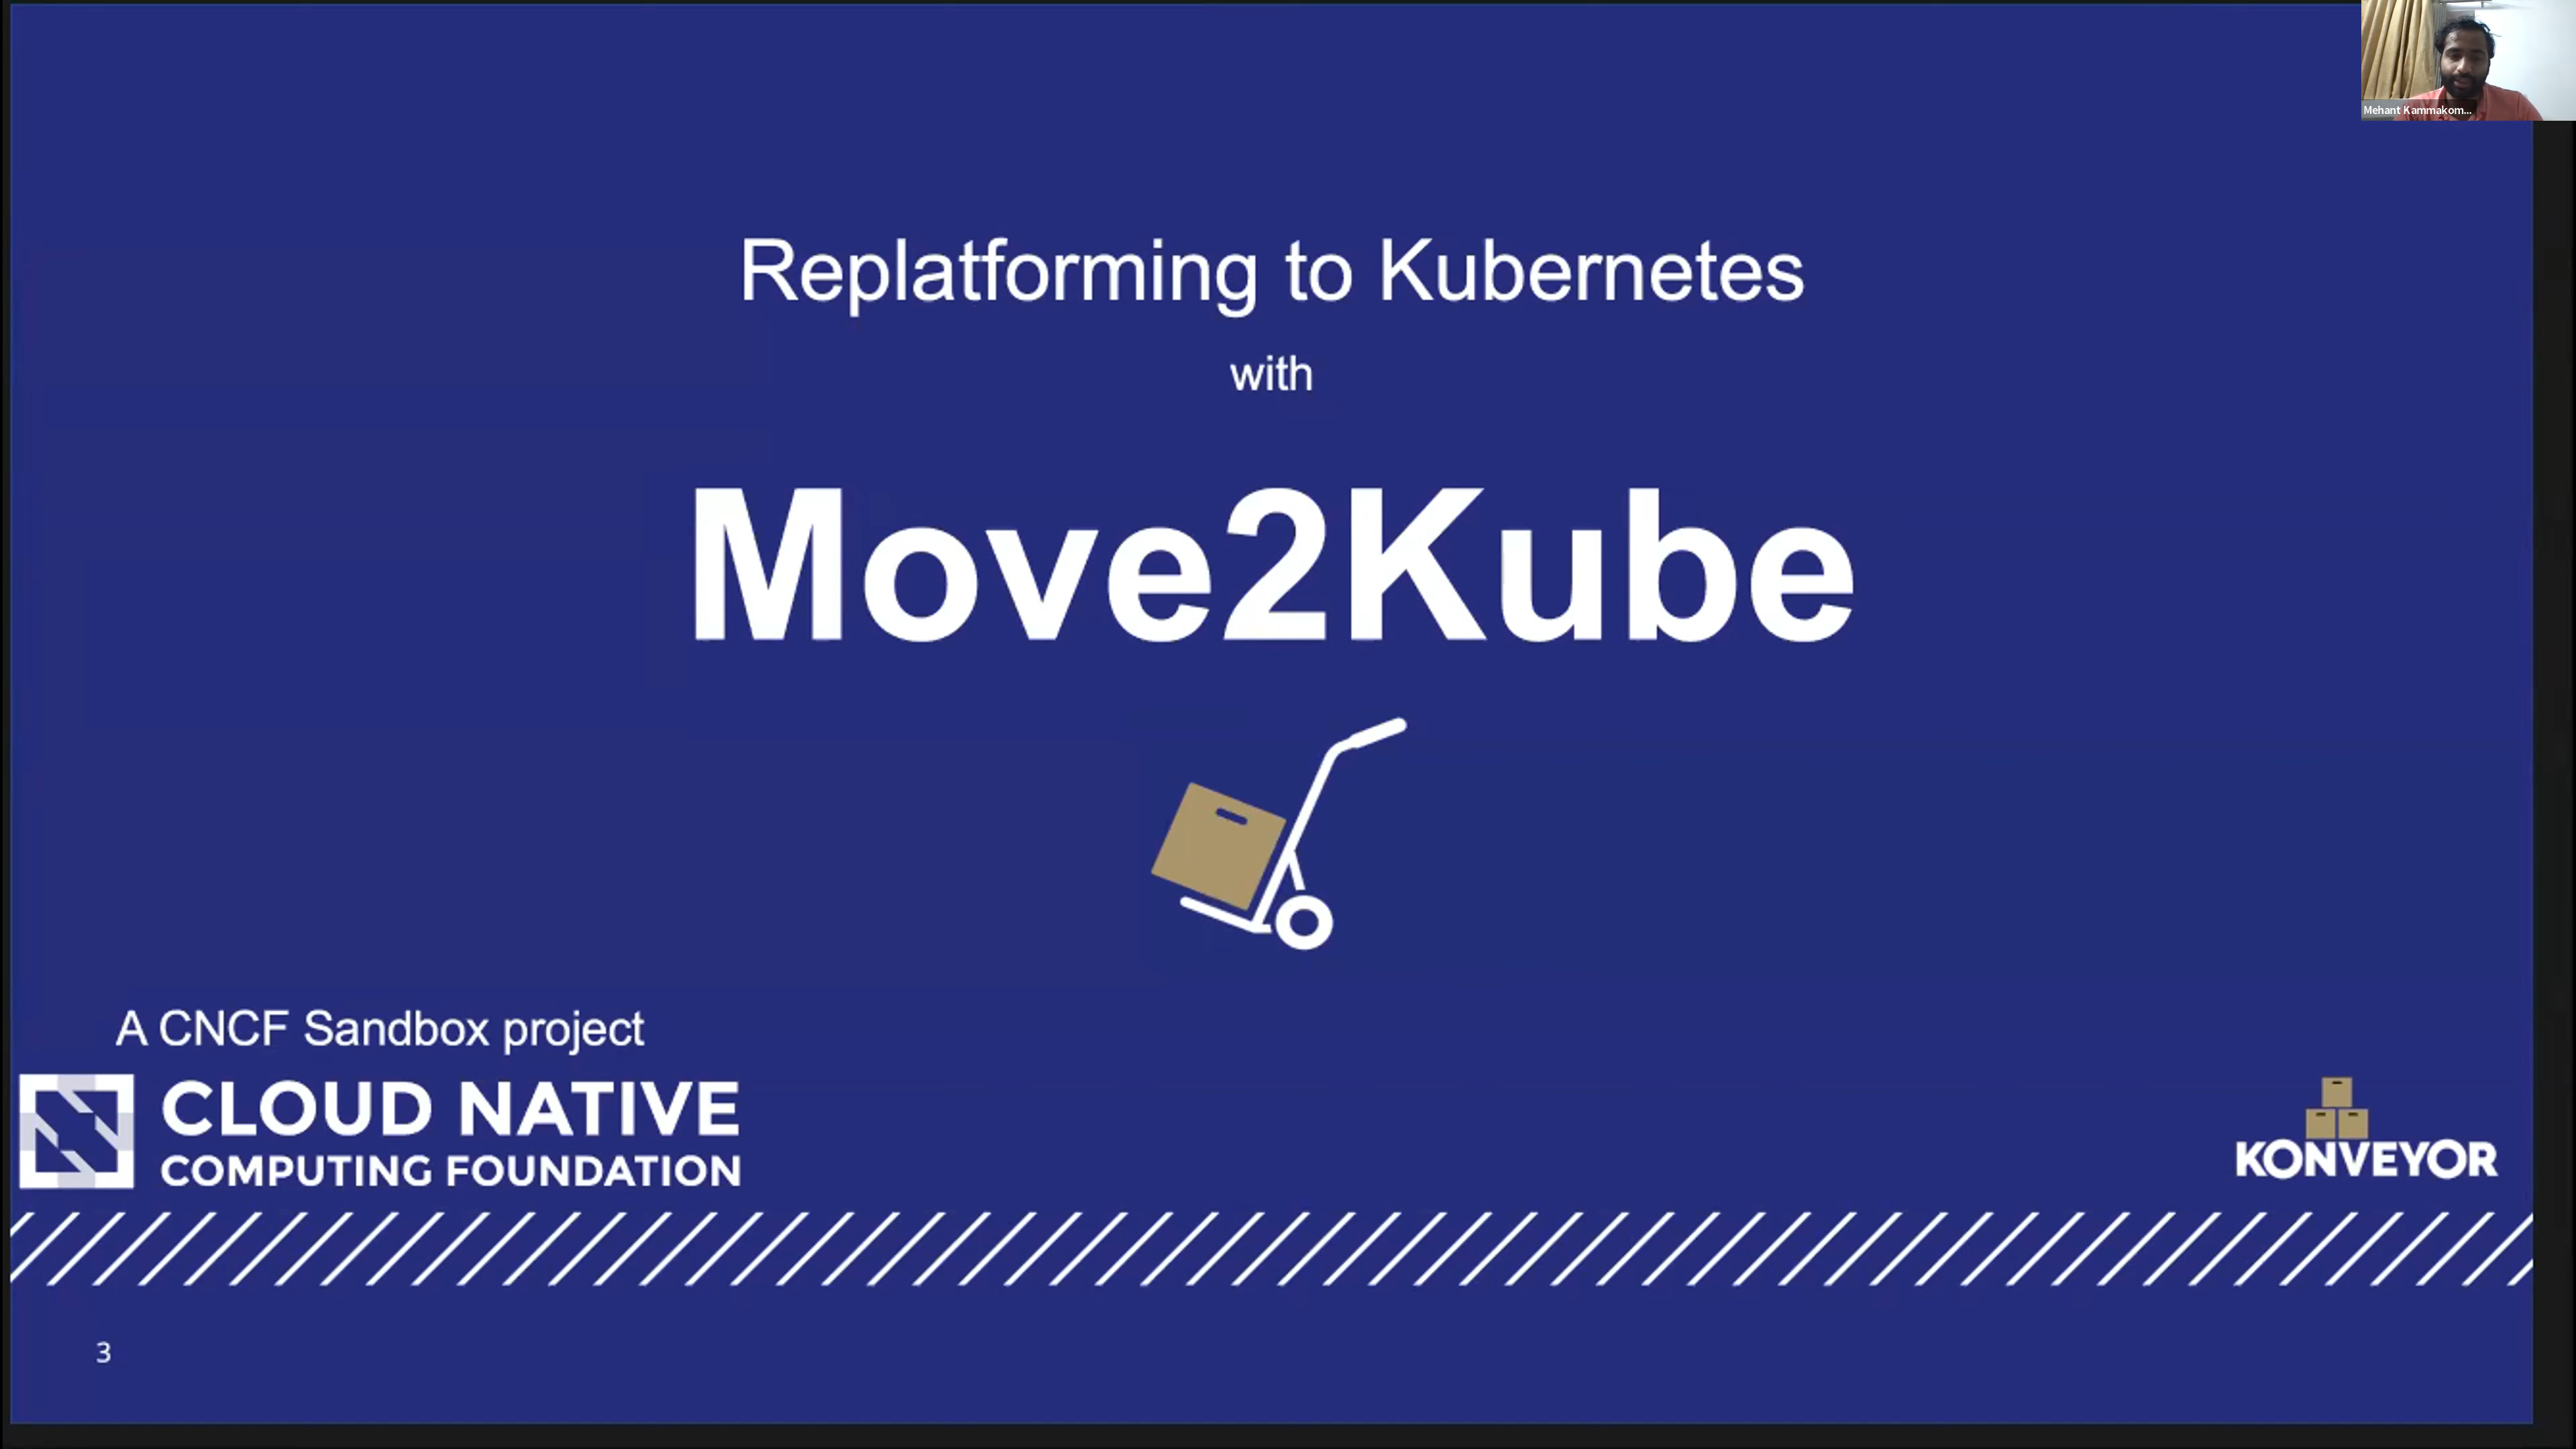 Mehant Kammakom...
Replatforming to Kubernetes
with
Move2Kube
A CNCF Sandbox project
CLOUD NATIVE
COMPUTING FOUNDATION
KONVEYOR
3